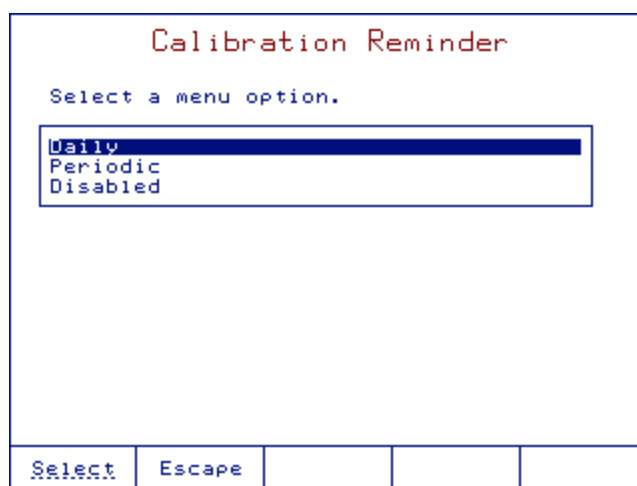 Calibration Reminder
Select a menu option.
Daily
Periodic
Disabled
Select Escape